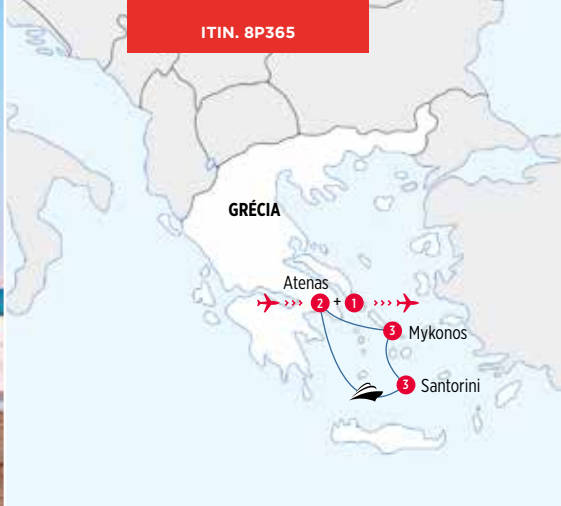 ITIN. 8P365
GRÉCIA
Atenas
2 + 1
3 Mykonos
3 Santorini